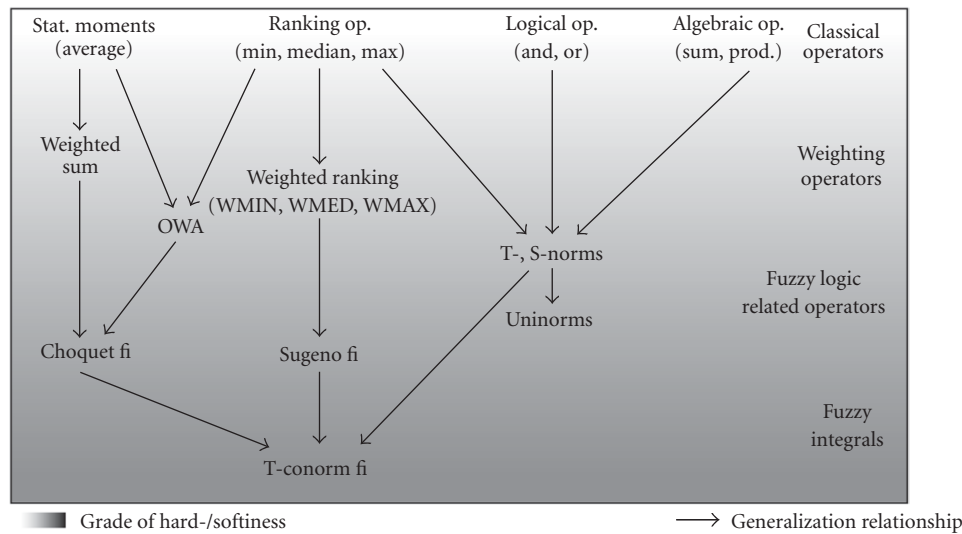 Stat. moments
(average)
Ranking op.
(min, median, max)
Logical op.
(and, or)
Algebraic op.
(sum, prod.)
Classical
operators
Weighted
sum
Weighted ranking
(WMIN, WMED, WMAX)
Weighting
operators
OWA
T-, S-norms
Fuzzy logic
related operators
Uninorms
Choquet fi
Sugeno fi
Fuzzy
integrals
T-conorm fi
Grade of hard-/softiness
Generalization relationship